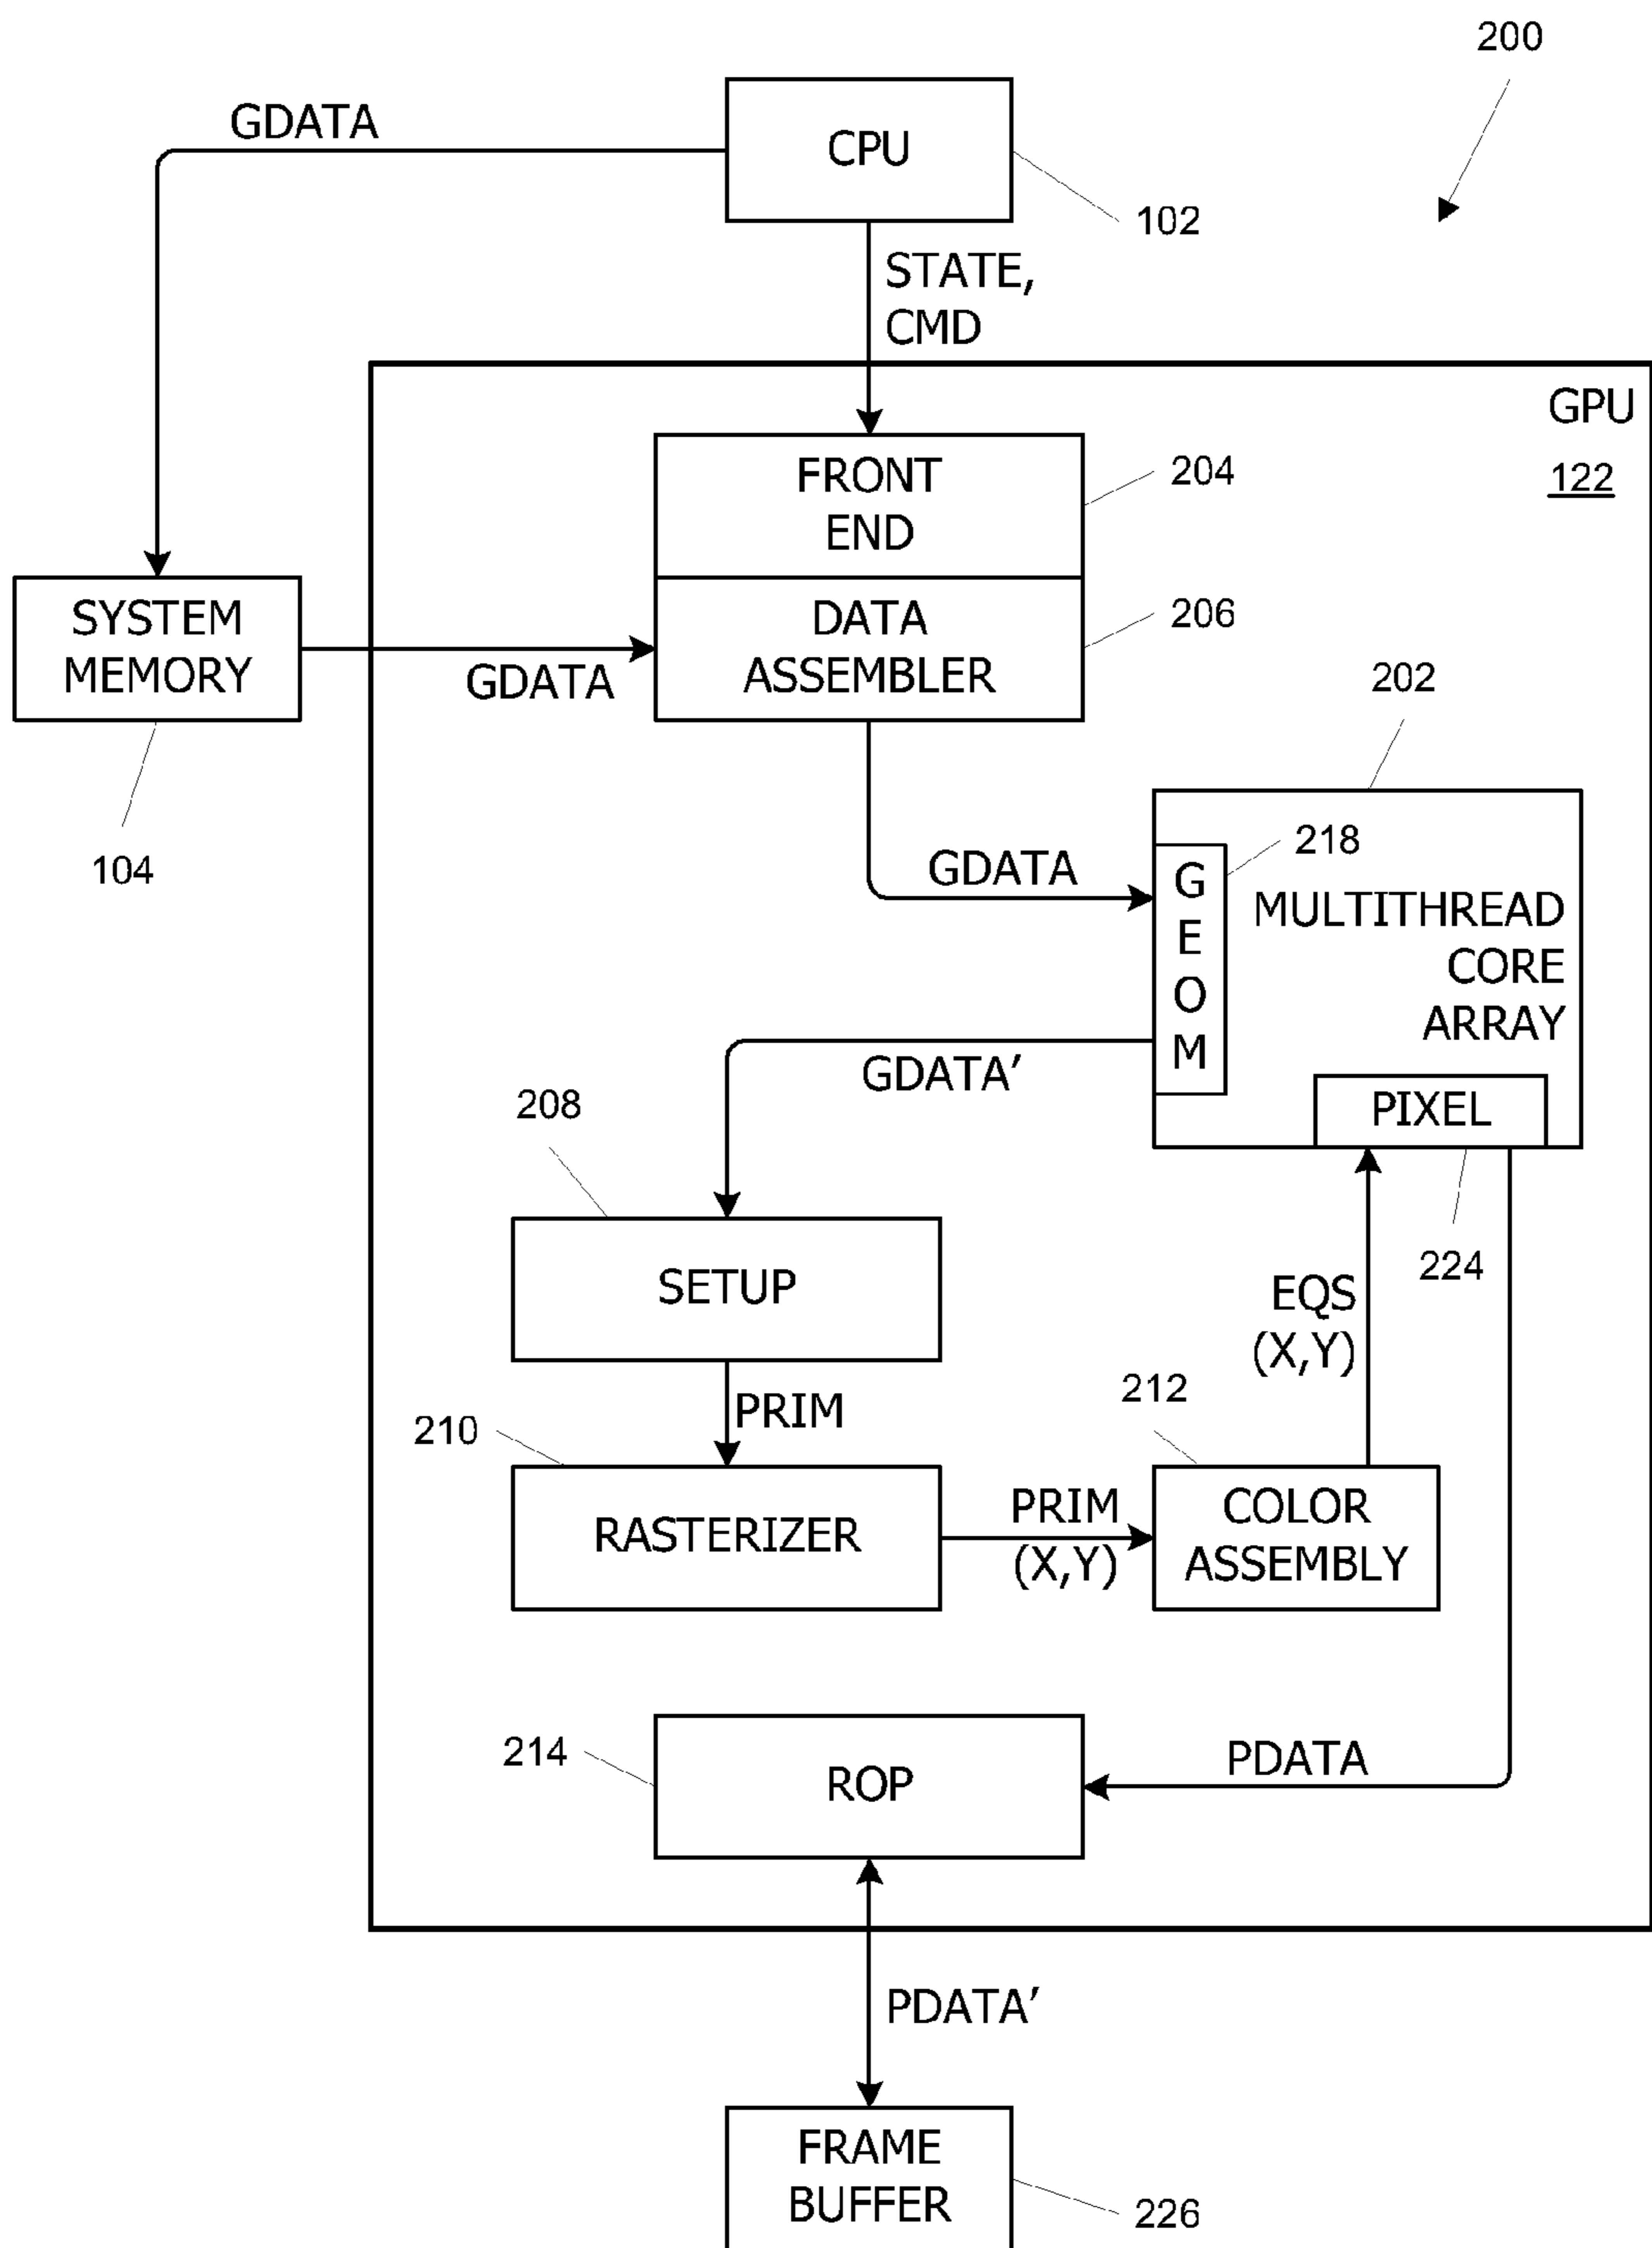 200
GDATA
CPU
102
STATE,
CMD
GPU
122
FRONT
END
204
SYSTEM
MEMORY
104
GDATA
DATA
ASSEMBLER
206
202
GDATA
G
E
O
M
218
MULTITHREAD
CORE
ARRAY
GDATA’
PIXEL
224
208
SETUP
EQS
(X,Y)
PRIM
212
210
RASTERIZER
PRIM
(X,Y)
COLOR
ASSEMBLY
214
ROP
PDATA
PDATA’
FRAME
BUFFER
226